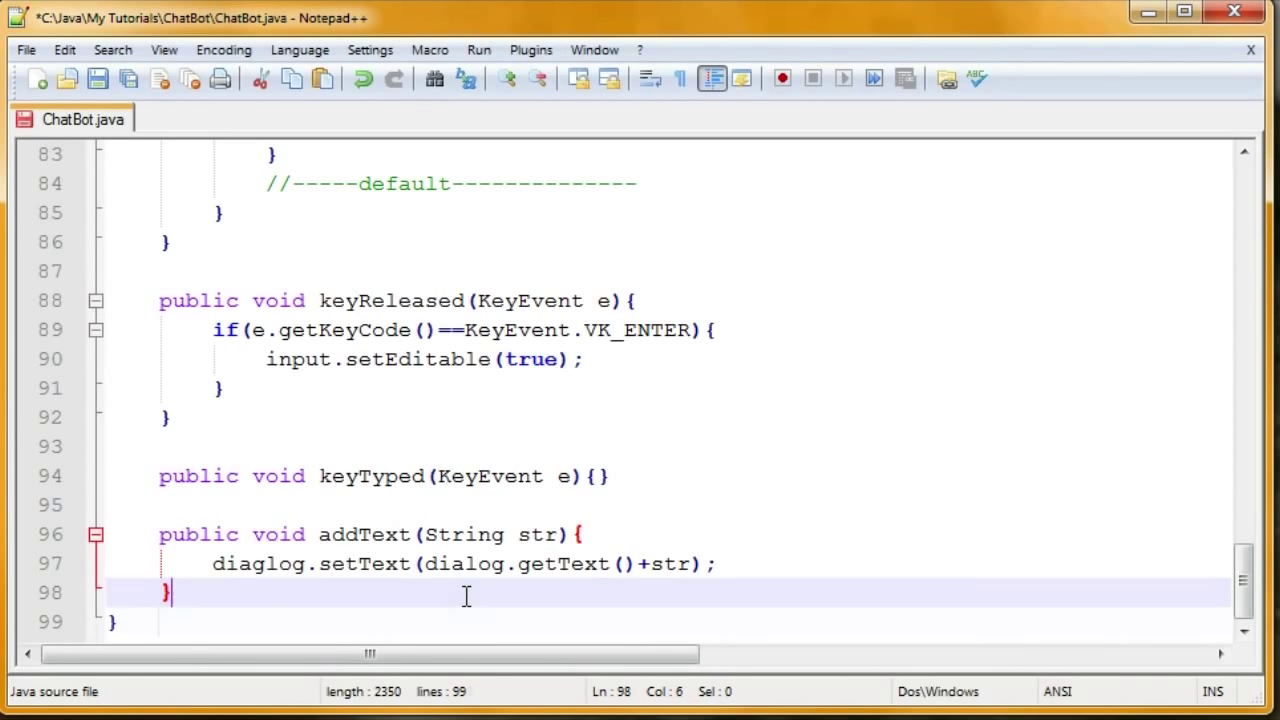 *C:\Java\My Tutorials\ChatBot\ChatBot.java - Notepad++
File Edit Search View Encoding Language Settings Macro Run Plugins Window ? X
ChatBot.java
83 }
84 //-----default--------------
85 }
86 }
87
88 public void keyReleased(KeyEvent e){
89 if(e.getKeyCode()==KeyEvent.VK_ENTER){
90 input.setEditable(true);
91 }
92 }
93
94 public void keyTyped(KeyEvent e){}
95
96 public void addText(String str){
97 diaglog.setText(dialog.getText()+str);
98 }
99 }
Java source file length : 2350 lines : 99 Ln : 98 Col : 6 Sel : 0 Dos\Windows ANSI INS